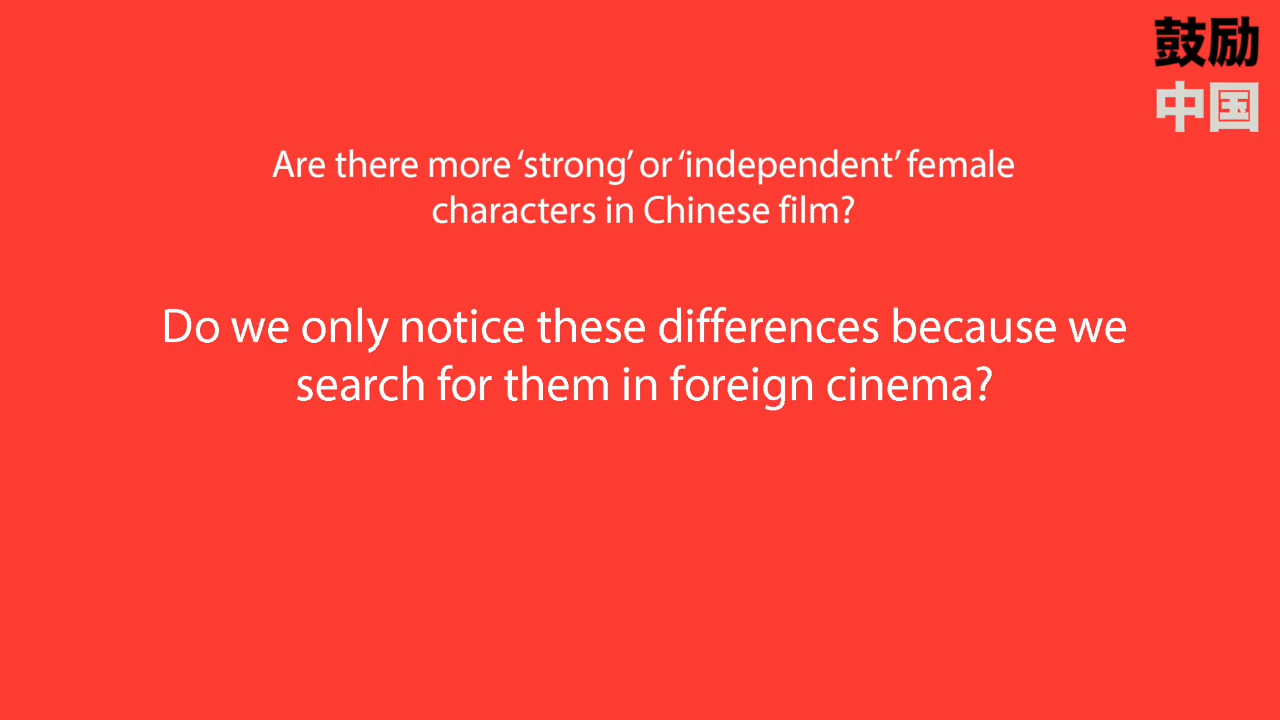 鼓励
中国
Are there more ‘strong’ or ‘independent’ female
characters in Chinese film?
Do we only notice these differences because we
search for them in foreign cinema?